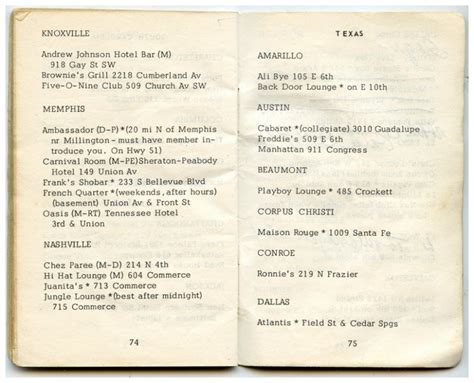 KNOXVILLE
Andrew Johnson Hotel Bar (M)
918 Gay St SW
Brownie's Grill 2218 Cumberland Av
Five-O-Nine Club 509 Church Av SW
MEMPHIS
Ambassador (D-P) *(20 mi N of Memphis
nr Millington-must have member in-
troduce you. On Hwy 51)
Carnival Room (M-PE)Sheraton-Peabody
Hotel 149 Union Av
Frank's Shobar * 233 S Bellevue Blvd
French Quarter *(weekends, after hours)
(basement) Union Av & Front St
Oasis (M-RT) Tennessee Hotel
3rd & Union
NASHVILLE
Chez Paree (M-D) 214 N 4th
Hi Hat Lounge (M) 604 Commerce
Juanita's * 713 Commerce
Jungle Lounge *(best after midnight)
715 Commerce
74
TEXAS
AMARILLO
Ali Bye 105 E 6th
Back Door Lounge * on E 10th
AUSTIN
Cabaret *(collegiate) 3010 Guadalupe
Freddie's 509 E 6th
Manhattan 911 Congress
BEAUMONT
Playboy Lounge * 485 Crockett
CORPUS CHRISTI
Maison Rouge * 1009 Santa Fe
CONROE
Ronnie's 219 N Frazier
DALLAS
Atlantis * Field St & Cedar Spgs
75